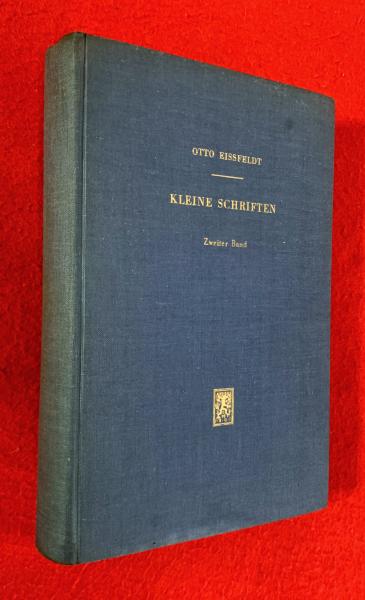 OTTO EISSFELDT
KLEINE SCHRIFTEN
Zweiter Band